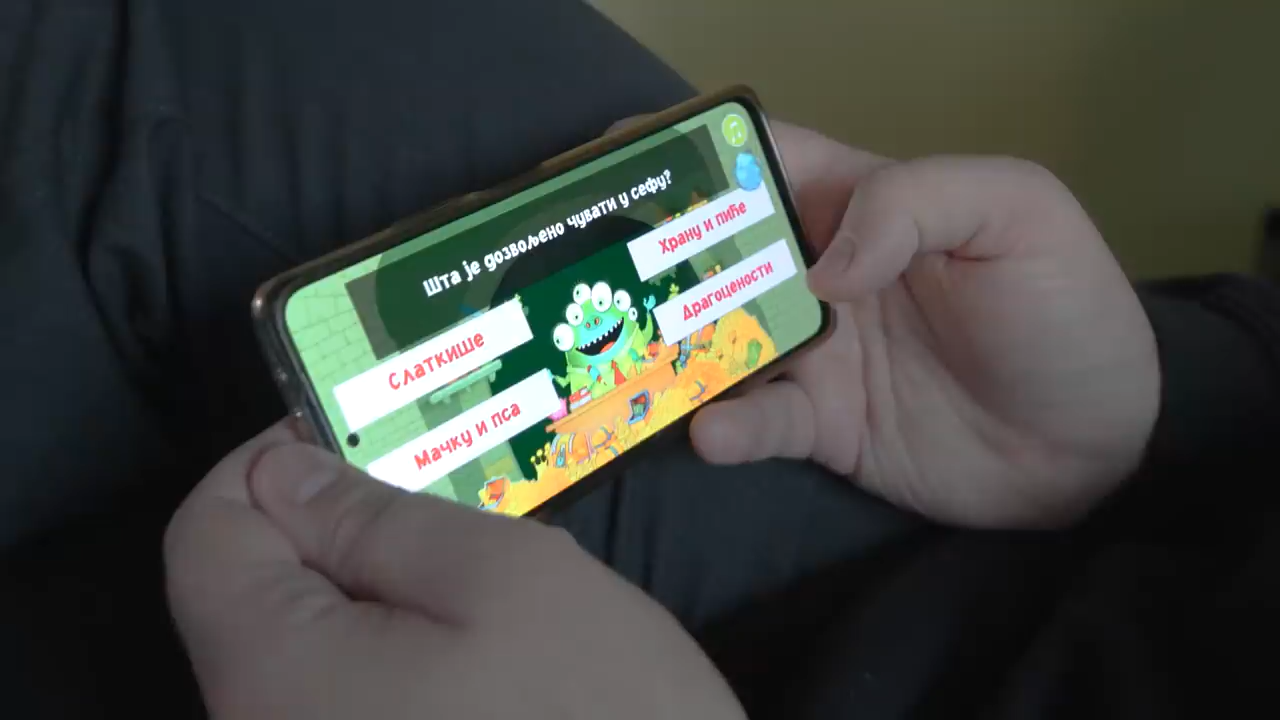 Шта је дозвољено чувати у сефу?
Слаткише
Храну и пиће
Мачку и пса
Драгоцености